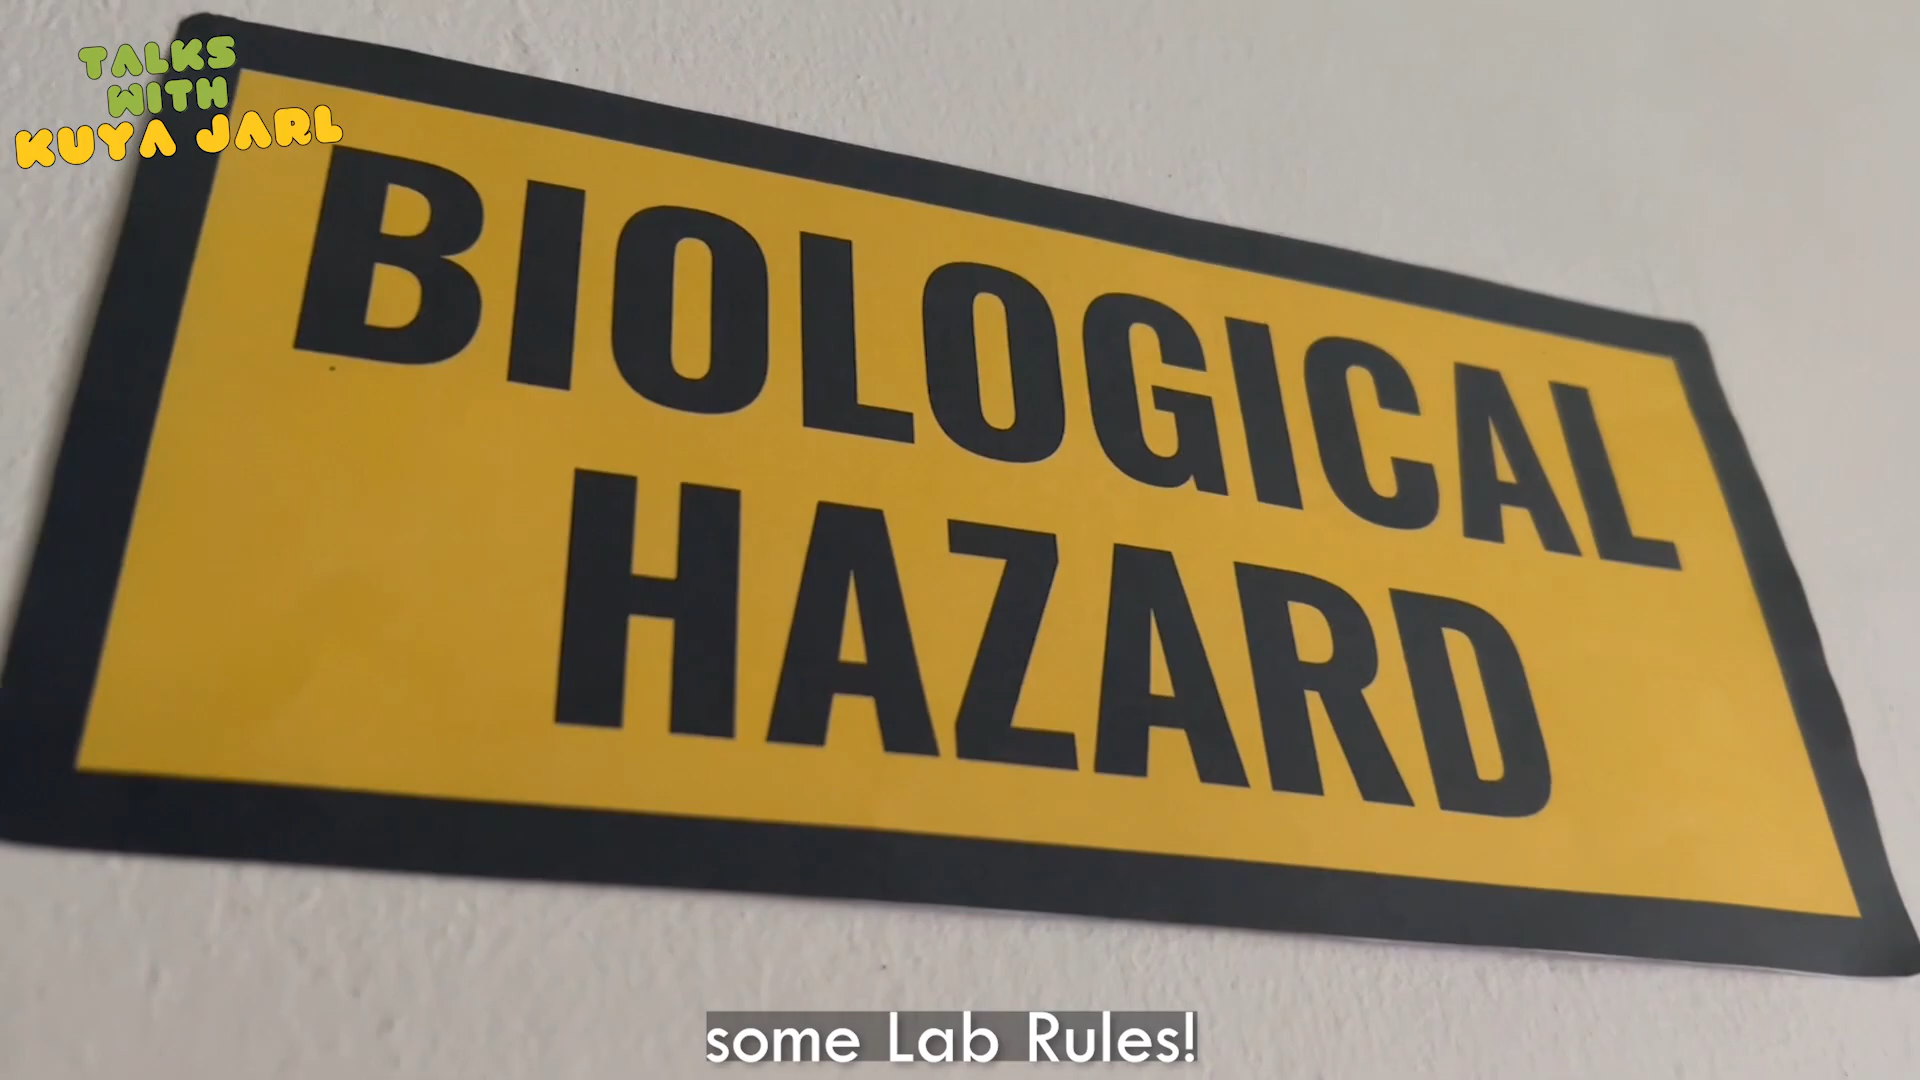 TALKS
WITH
KUYA JARL
BIOLOGICAL
HAZARD
some Lab Rules!